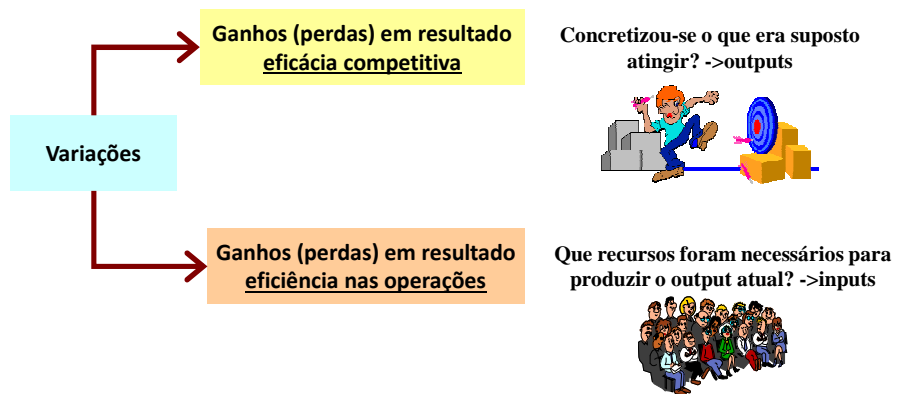 Variações
Ganhos (perdas) em resultado
eficácia competitiva
Concretizou-se o que era suposto
atingir? ->outputs
Ganhos (perdas) em resultado
eficiência nas operações
Que recursos foram necessários para
produzir o output atual? ->inputs